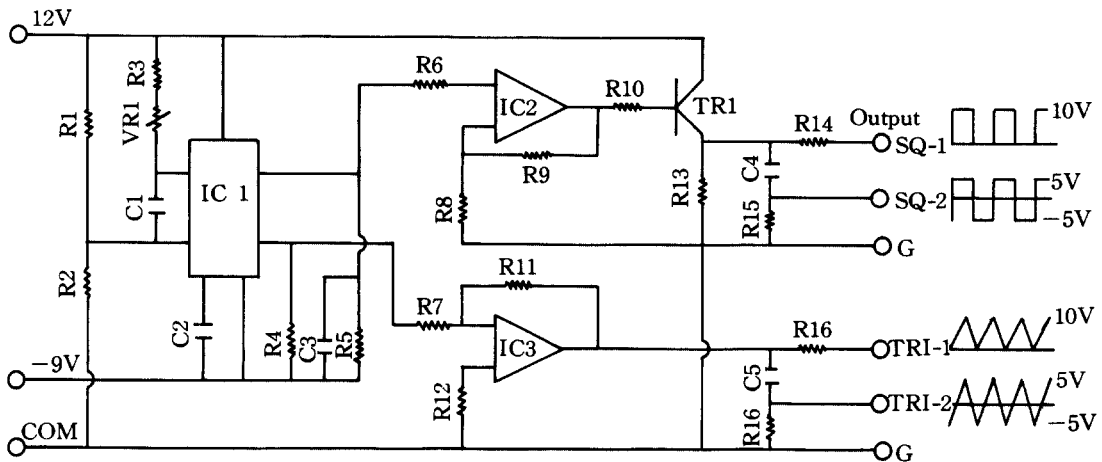 12V
R1
R3
VR1
C1
IC 1
R2
C2
R4
C3
R5
-9V
COM
R6
IC2
R10
TR1
R9
R8
R13
Output
R14
SQ-1
10V
C4
SQ-2
5V
-5V
R15
G
R11
R7
IC3
R12
R16
TRI-1
10V
C5
TRI-2
5V
-5V
R16
G